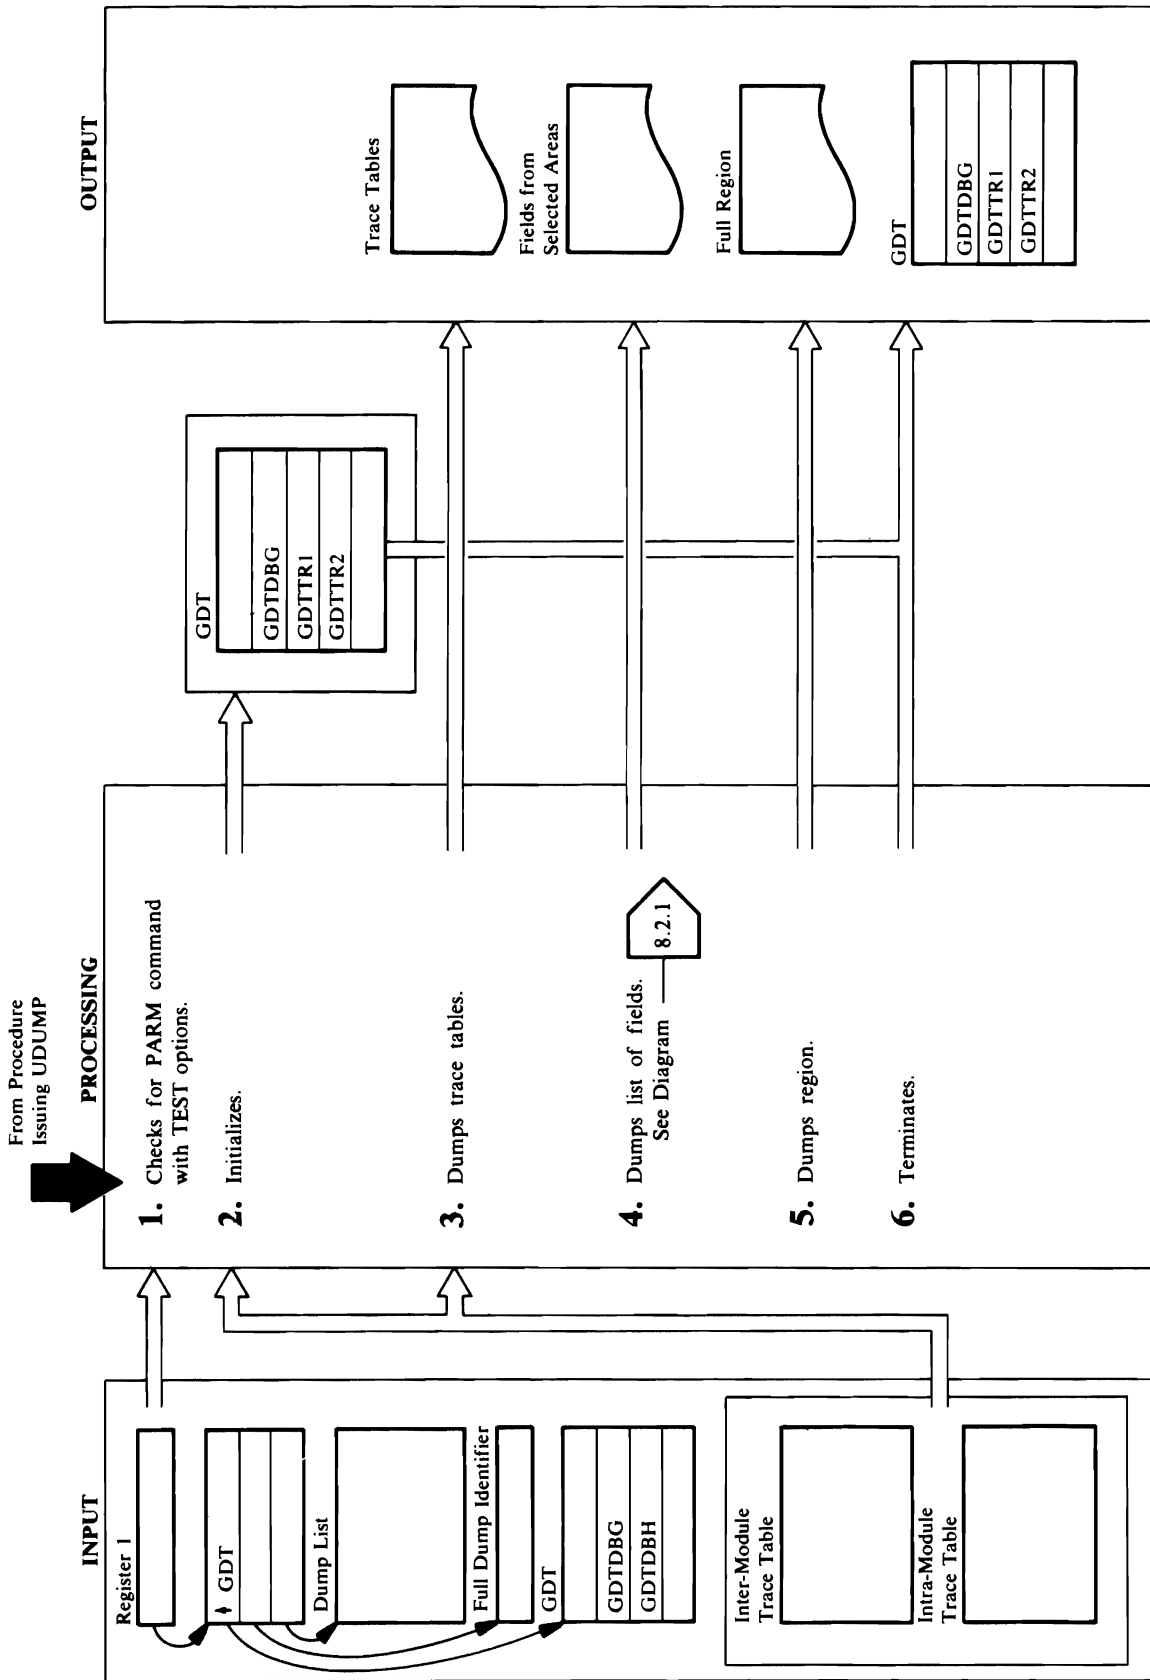 From Procedure
Issuing UDUMP
INPUT
Register 1
GDT
Dump List
Full Dump Identifier
GDT
GDTDBG
GDTDBH
Inter-Module
Trace Table
Intra-Module
Trace Table
PROCESSING
1. Checks for PARM command
with TEST options.
2. Initializes.
3. Dumps trace tables.
4. Dumps list of fields.
See Diagram
8.2.1
5. Dumps region.
6. Terminates.
GDT
GDTDBG
GDTTR1
GDTTR2
OUTPUT
Trace Tables
Fields from
Selected Areas
Full Region
GDT
GDTDBG
GDTTR1
GDTTR2